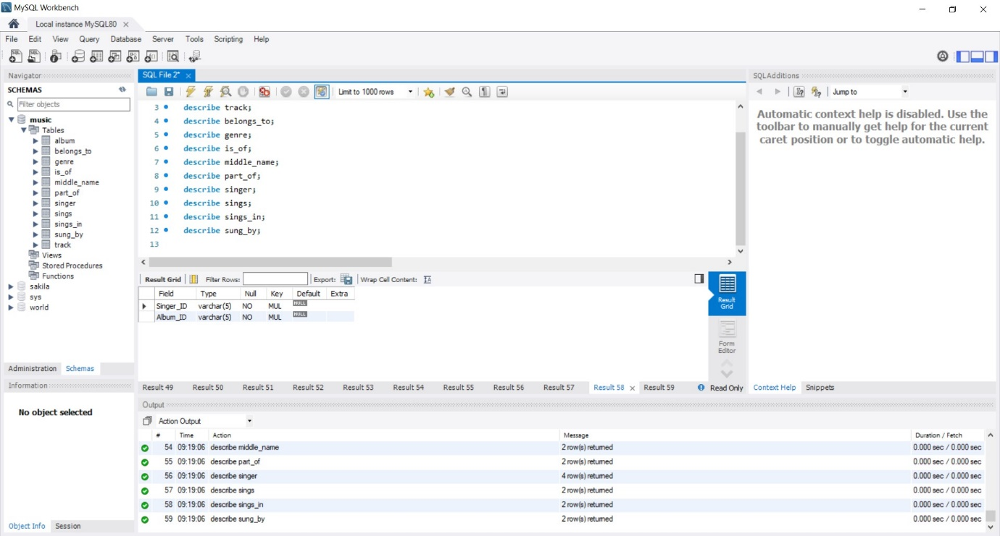 MySQL Workbench
Local instance MySQL80 ×
File Edit View Query Database Server Tools Scripting Help
Navigator
SCHEMAS
Filter objects
music
Tables
album
belongs_to
genre
is_of
middle_name
part_of
singer
sings
sings_in
sung_by
track
Views
Stored Procedures
Functions
sakila
sys
world
Administration Schemas
Information
No object selected
Object Info Session
SQL File 2* ×
Limit to 1000 rows
3 describe track;
4 describe belongs_to;
5 describe genre;
6 describe is_of;
7 describe middle_name;
8 describe part_of;
9 describe singer;
10 describe sings;
11 describe sings_in;
12 describe sung_by;
13
Result Grid Filter Rows: Export: Wrap Cell Content: IA
Field Type Null Key Default Extra
Singer_ID varchar(5) NO MUL NULL
Album_ID varchar(5) NO MUL NULL
Result Grid
Form Editor
Result 49 Result 50 Result 51 Result 52 Result 53 Result 54 Result 55 Result 56 Result 57 Result 58 × Result 59 Read Only
SQLAdditions
Jump to
Automatic context help is disabled. Use the
toolbar to manually get help for the current
caret position or to toggle automatic help.
Context Help Snippets
Output
Action Output
# Time Action Message Duration / Fetch
54 09:19:06 describe middle_name 2 row(s) returned 0.000 sec / 0.000 sec
55 09:19:06 describe part_of 2 row(s) returned 0.000 sec / 0.000 sec
56 09:19:06 describe singer 4 row(s) returned 0.000 sec / 0.000 sec
57 09:19:06 describe sings 2 row(s) returned 0.000 sec / 0.000 sec
58 09:19:06 describe sings_in 2 row(s) returned 0.000 sec / 0.000 sec
59 09:19:06 describe sung_by 2 row(s) returned 0.000 sec / 0.000 sec